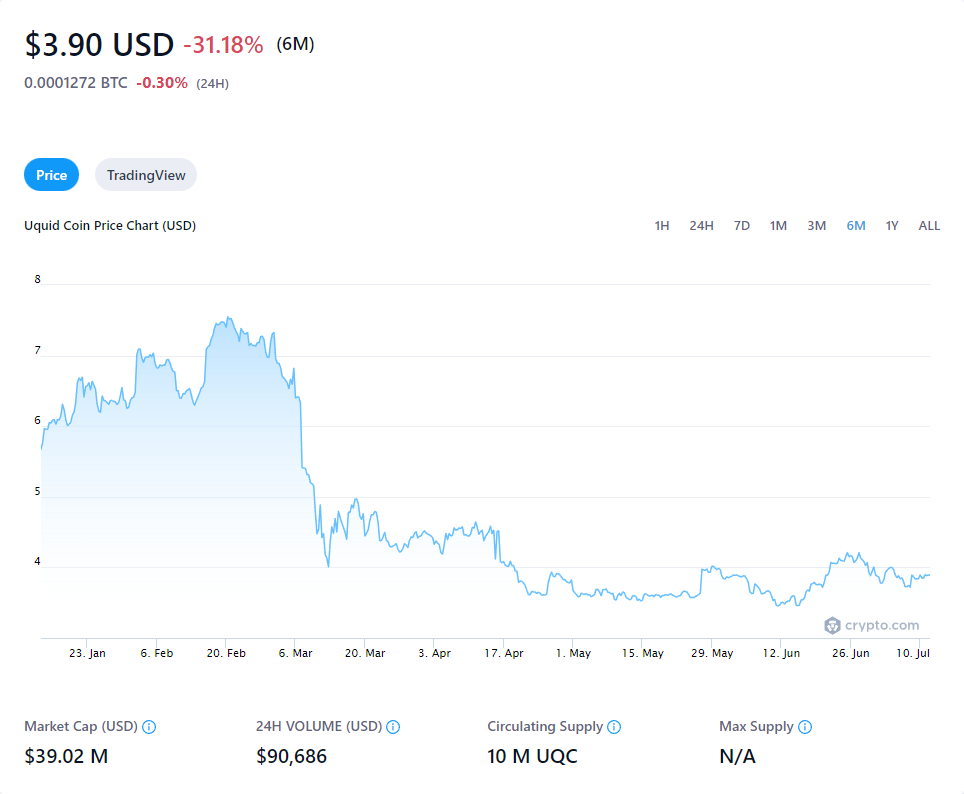 $3.90 USD -31.18% (6M)
0.0001272 BTC -0.30% (24H)
Price TradingView
Uquid Coin Price Chart (USD) 1H 24H 7D 1M 3M 6M 1Y ALL
8
7
6
5
4
crypto.com
23. Jan 6. Feb 20. Feb 6. Mar 20. Mar 3. Apr 17. Apr 1. May 15. May 29. May 12. Jun 26. Jun 10. Jul
Market Cap (USD) 24H VOLUME (USD) Circulating Supply Max Supply
$39.02 M $90,686 10 M UQC N/A